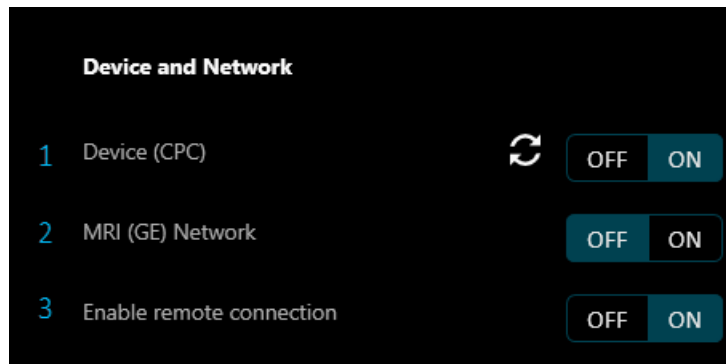 Device and Network
1 Device (CPC) OFF ON
2 MRI (GE) Network OFF ON
3 Enable remote connection OFF ON